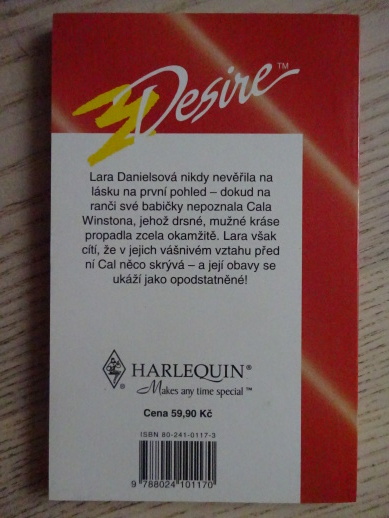 Desire™
Lara Danielsová nikdy nevěřila na
lásku na první pohled – dokud na
ranči své babičky nepoznala Cala
Winstona, jehož drsné, mužné kráse
propadla zcela okamžitě. Lara však
cítí, že v jejich vášnivém vztahu před
ní Cal něco skrývá – a její obavy se
ukáží jako opodstatněné!
HARLEQUIN®
Makes any time special™
Cena 59,90 Kč
ISBN 80-241-0117-3
9 788024 101170